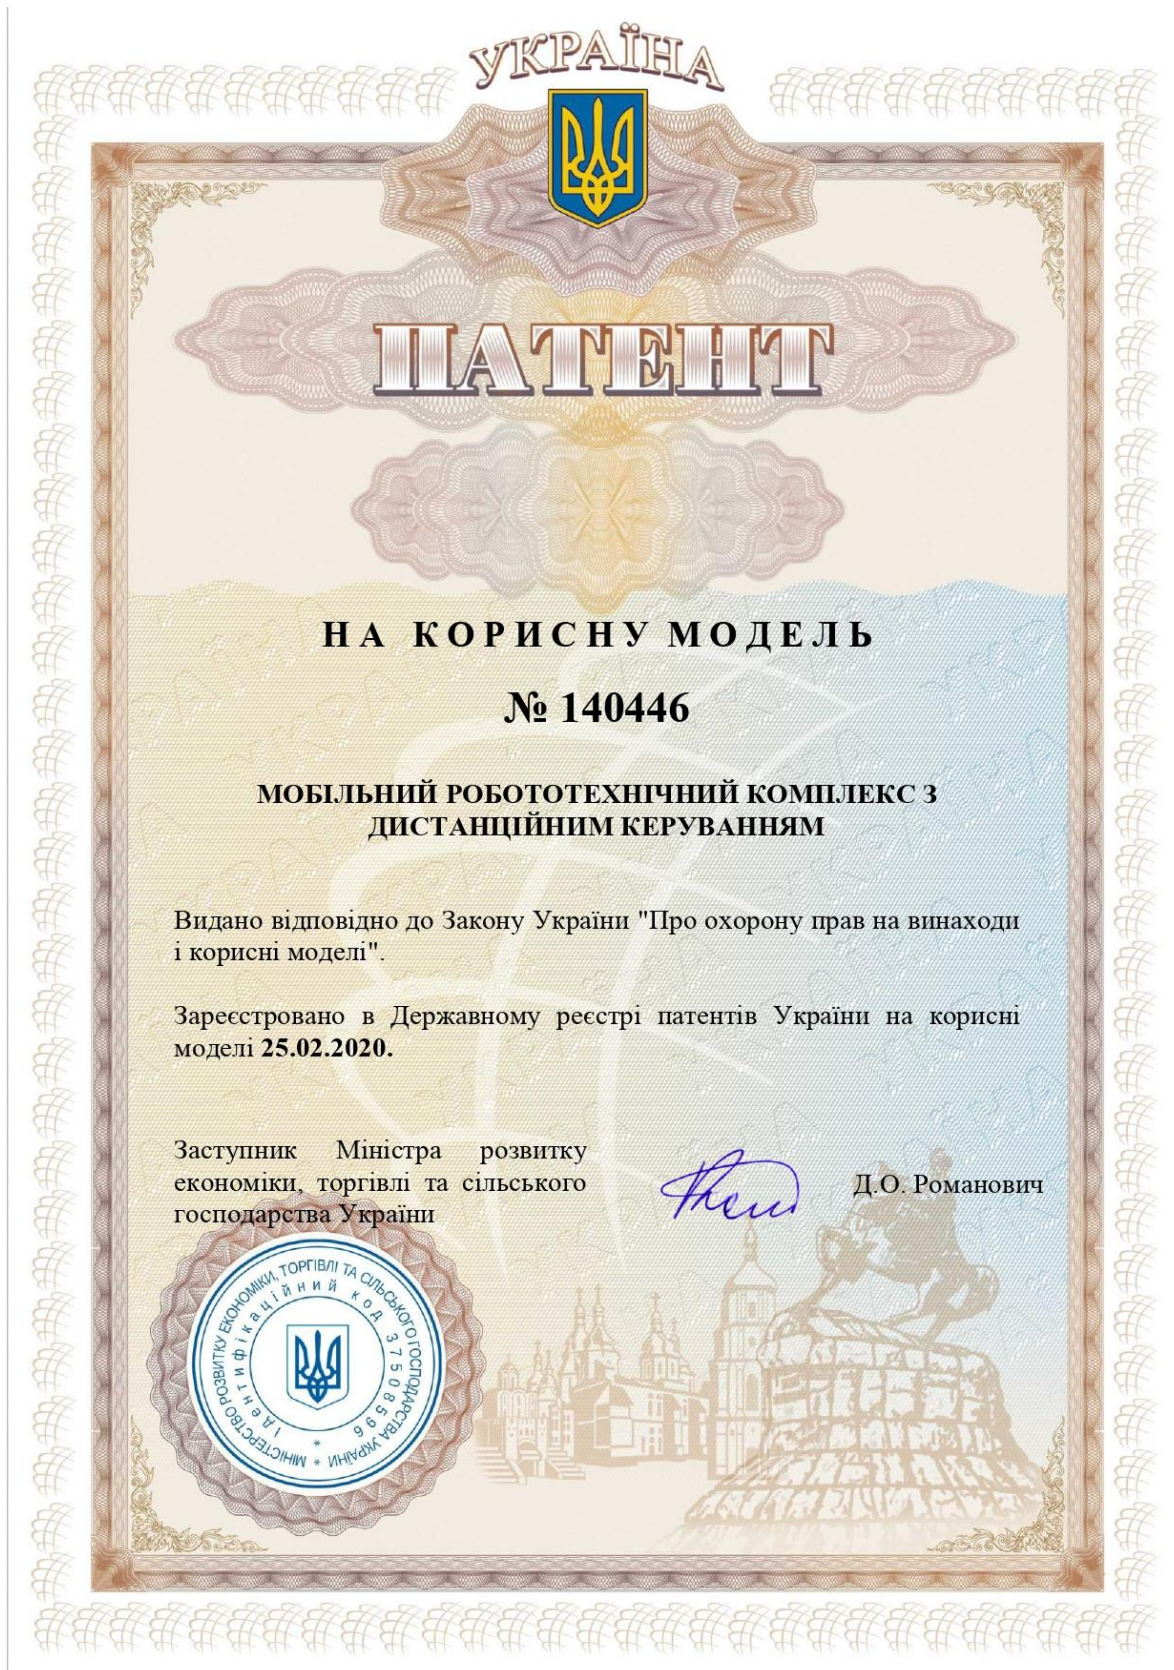 УКРАЇНА
ПАТЕНТ
НА КОРИСНУ МОДЕЛЬ
№ 140446
МОБІЛЬНИЙ РОБОТОТЕХНІЧНИЙ КОМПЛЕКС З
ДИСТАНЦІЙНИМ КЕРУВАННЯМ
Видано відповідно до Закону України "Про охорону прав на винаходи
і корисні моделі".
Зареєстровано в Державному реєстрі патентів України на корисні
моделі 25.02.2020.
Заступник Міністра розвитку
економіки, торгівлі та сільського
господарства України
Д.О. Романович
МІНІСТЕРСТВО РОЗВИТКУ ЕКОНОМІКИ, ТОРГІВЛІ ТА СІЛЬСЬКОГО ГОСПОДАРСТВА УКРАЇНИ *
Ідентифікаційний код 37508596 *